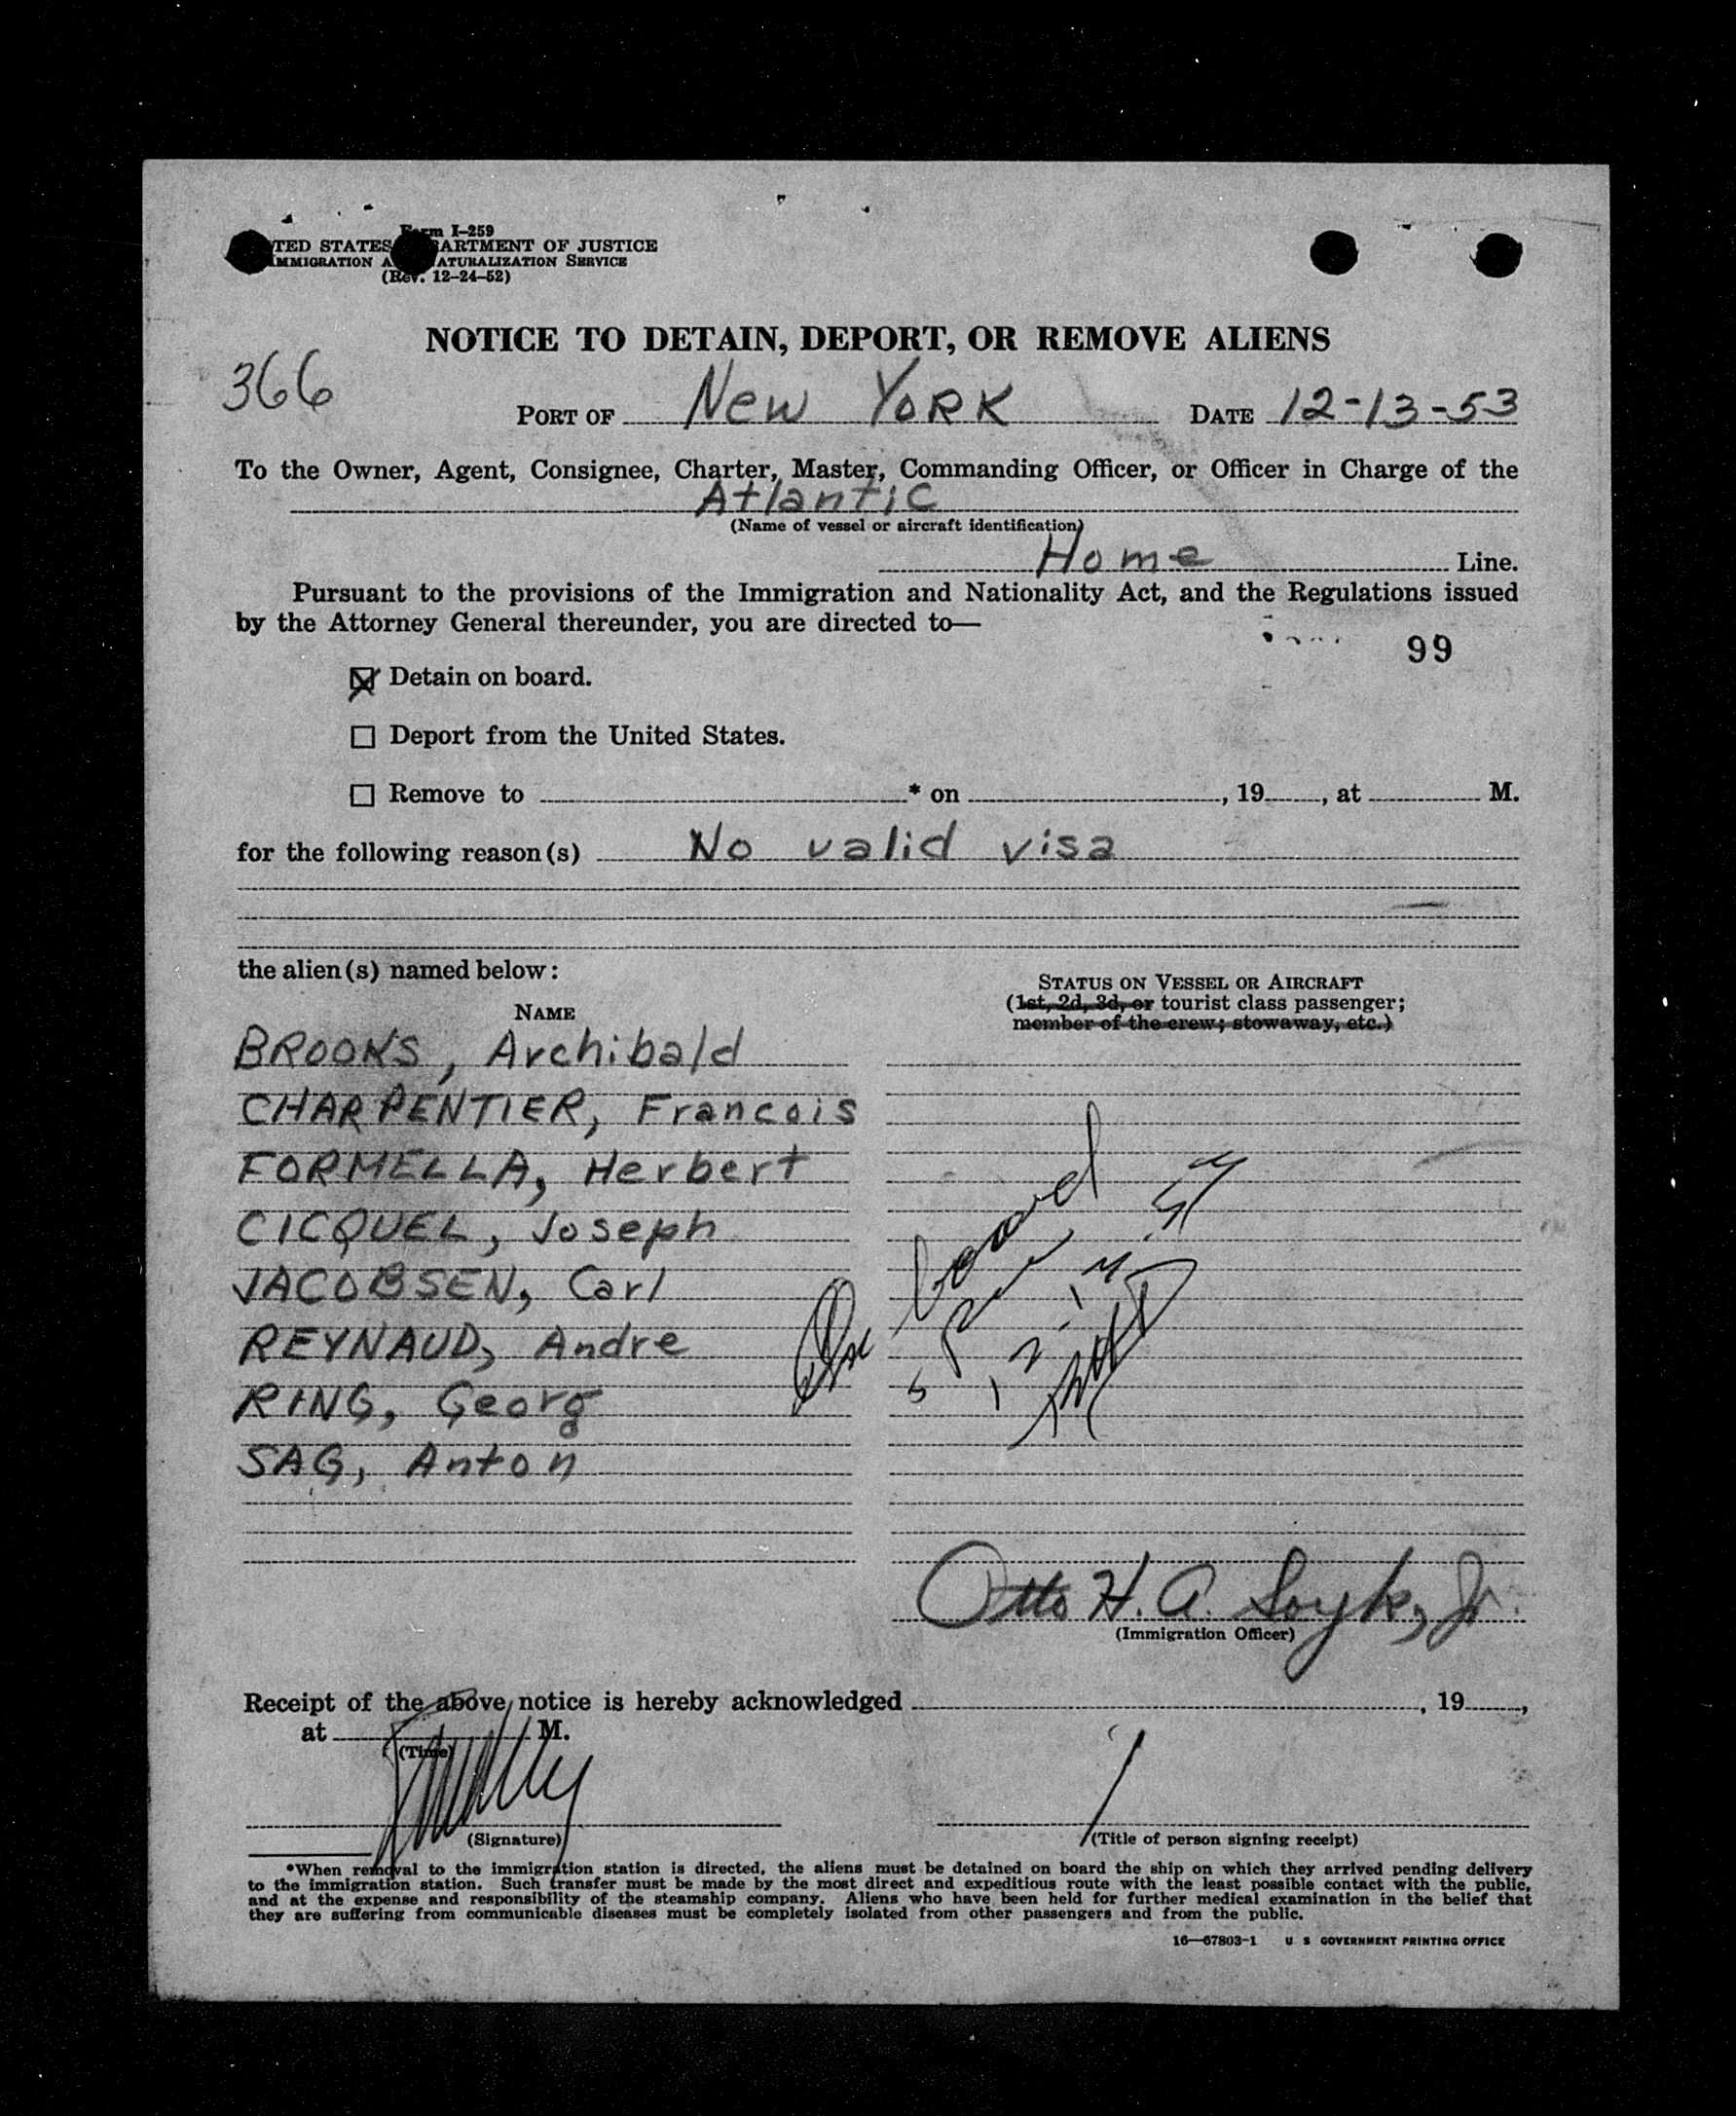 Form I-259
TED STATES ARTMENT OF JUSTICE
IMMIGRATION A ATURALIZATION SERVICE
(Rev. 12-24-52)
NOTICE TO DETAIN, DEPORT, OR REMOVE ALIENS
366
PORT OF New YORK DATE 12-13-53
To the Owner, Agent, Consignee, Charter, Master, Commanding Officer, or Officer in Charge of the
Atlantic
(Name of vessel or aircraft identification)
Home Line.
Pursuant to the provisions of the Immigration and Nationality Act, and the Regulations issued
by the Attorney General thereunder, you are directed to—
99
☒ Detain on board.
☐ Deport from the United States.
☐ Remove to * on , 19 , at M.
for the following reason(s) No valid visa
the alien(s) named below:
STATUS ON VESSEL OR AIRCRAFT
(1st, 2d, 3d, or tourist class passenger;
member of the crew; stowaway, etc.)
NAME
BROOKS, Archibald
CHARPENTIER, Francois
FORMELLA, Herbert
CICQUEL, Joseph
JACOBSEN, Carl
REYNAUD, Andre
RING, Georg
SAG, Anton
On board
Otto H. A. Soyk, Jr.
(Immigration Officer)
Receipt of the above notice is hereby acknowledged , 19 ,
at M.
(Time)
(Signature)
(Title of person signing receipt)
*When removal to the immigration station is directed, the aliens must be detained on board the ship on which they arrived pending delivery
to the immigration station. Such transfer must be made by the most direct and expeditious route with the least possible contact with the public,
and at the expense and responsibility of the steamship company. Aliens who have been held for further medical examination in the belief that
they are suffering from communicable diseases must be completely isolated from other passengers and from the public.
16—67803-1 U S GOVERNMENT PRINTING OFFICE